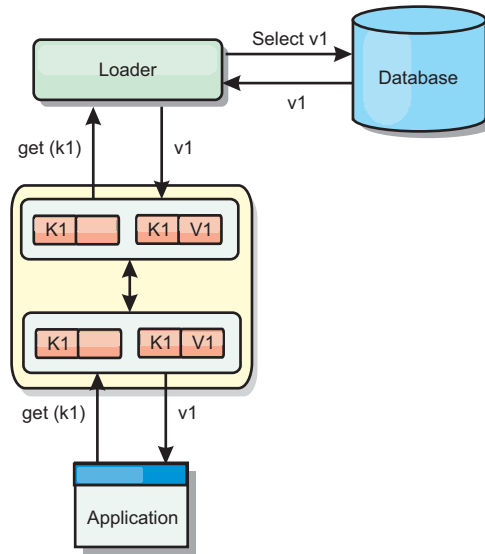 Select v1
Loader
Database
v1
get (k1)
v1
K1
K1 V1
K1
K1 V1
get (k1)
v1
Application